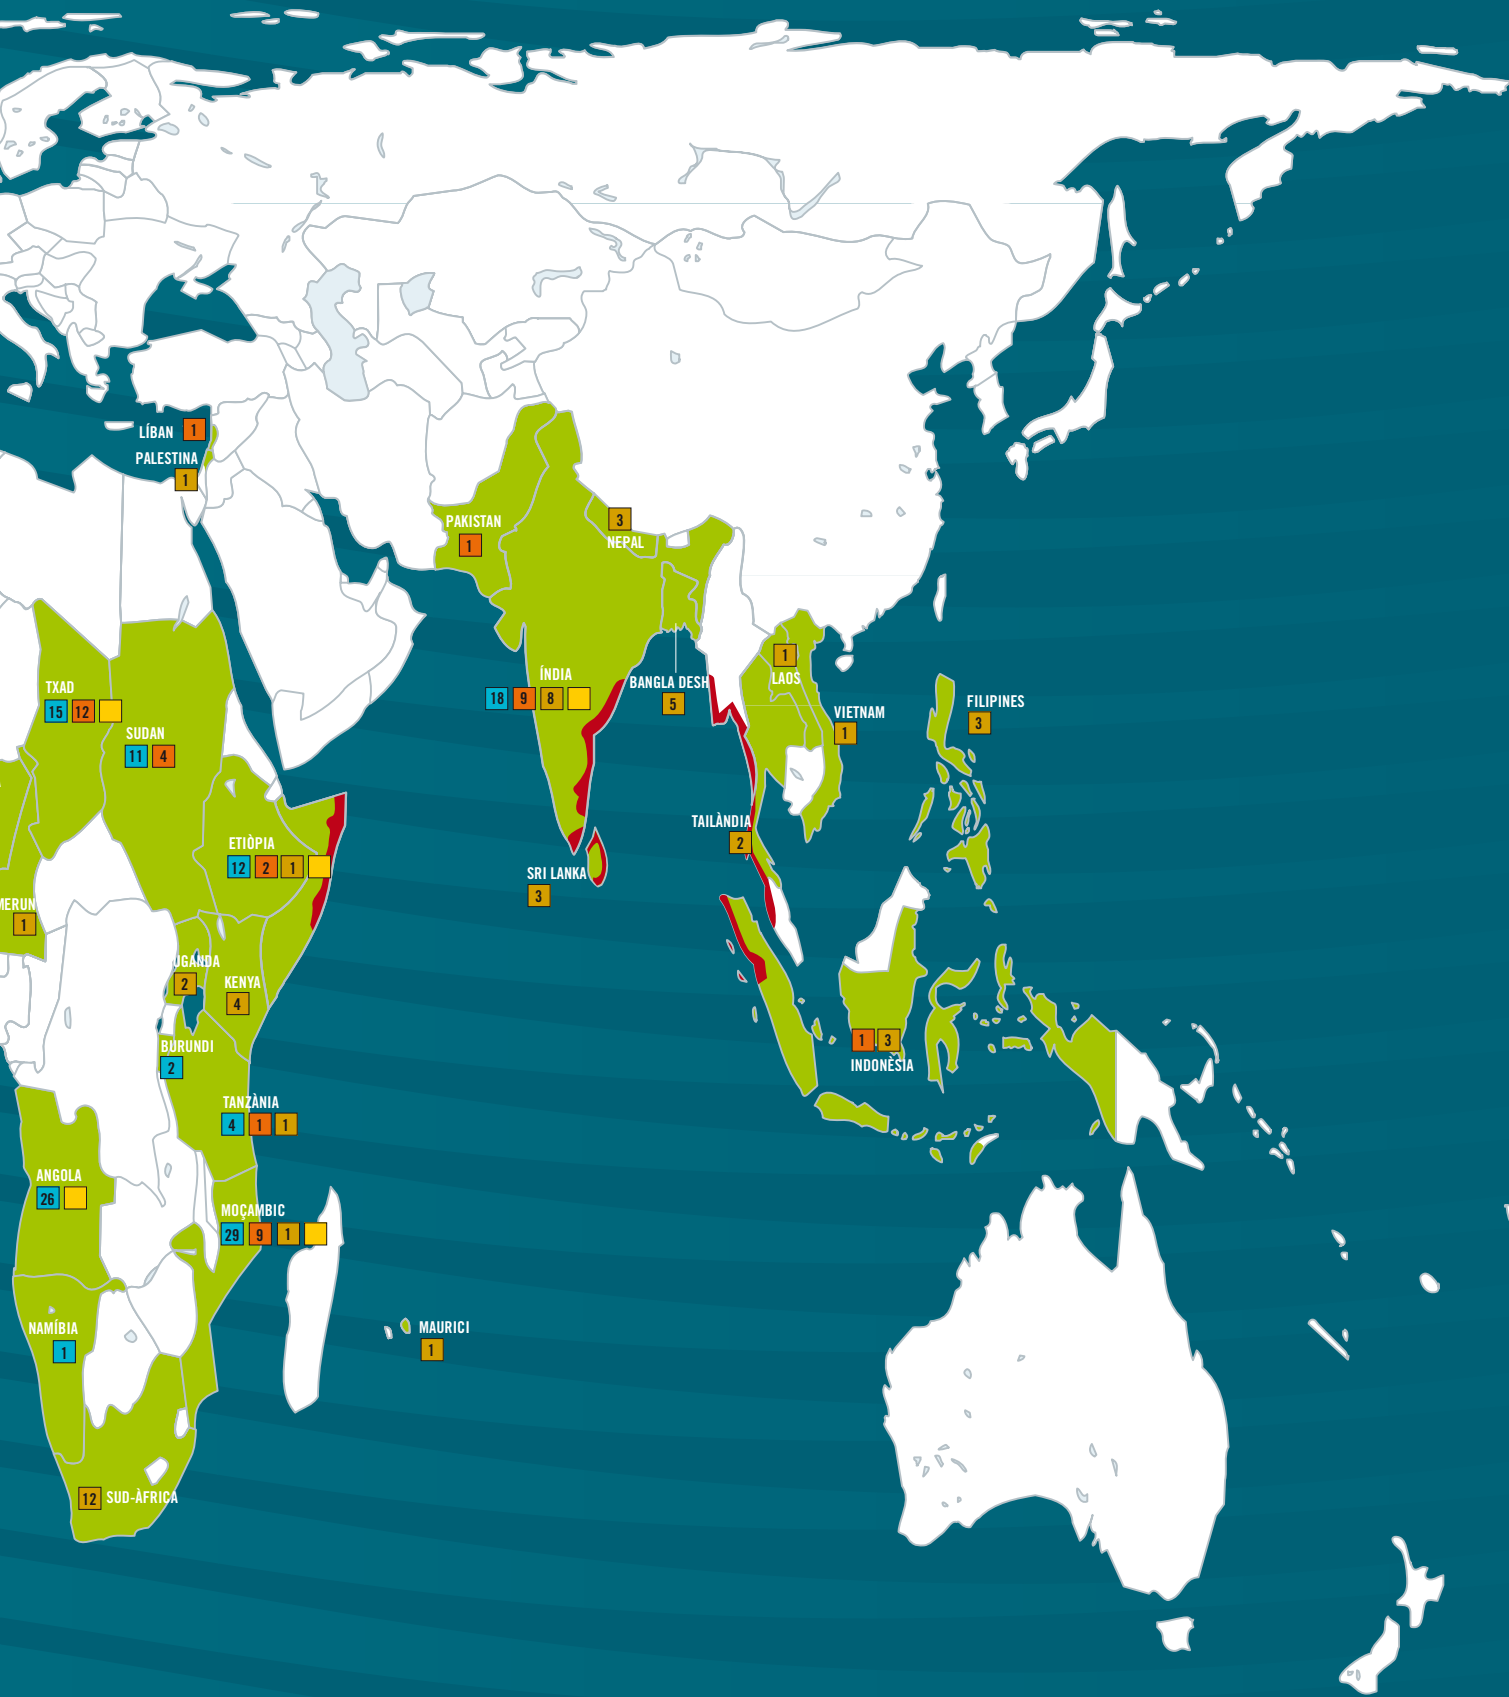 LÍBAN 1
PALESTINA
1
PAKISTAN
1
3
NEPAL
1
LAOS
ÍNDIA
18 9 8
BANGLA DESH
5
TXAD
15 12
SUDAN
11 4
VIETNAM
1
FILIPINES
3
TAILÀNDIA
2
ETIÒPIA
12 2 1
SRI LANKA
3
MERUN
1
UGANDA
2
KENYA
4
1 3
INDONÈSIA
BURUNDI
2
TANZÀNIA
4 1 1
ANGOLA
26
MOÇAMBIC
29 9 1
NAMÍBIA
1
MAURICI
1
12 SUD-ÀFRICA